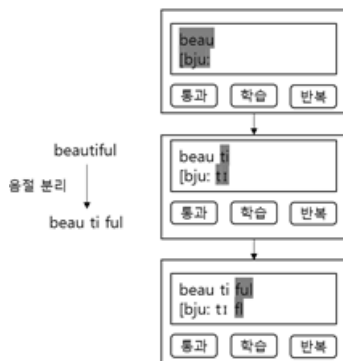 beau
[bju:
통과 학습 반복
beautiful
음절 분리
beau ti ful
beau ti
[bju: tɪ
통과 학습 반복
beau ti ful
[bju: tɪ fl
통과 학습 반복